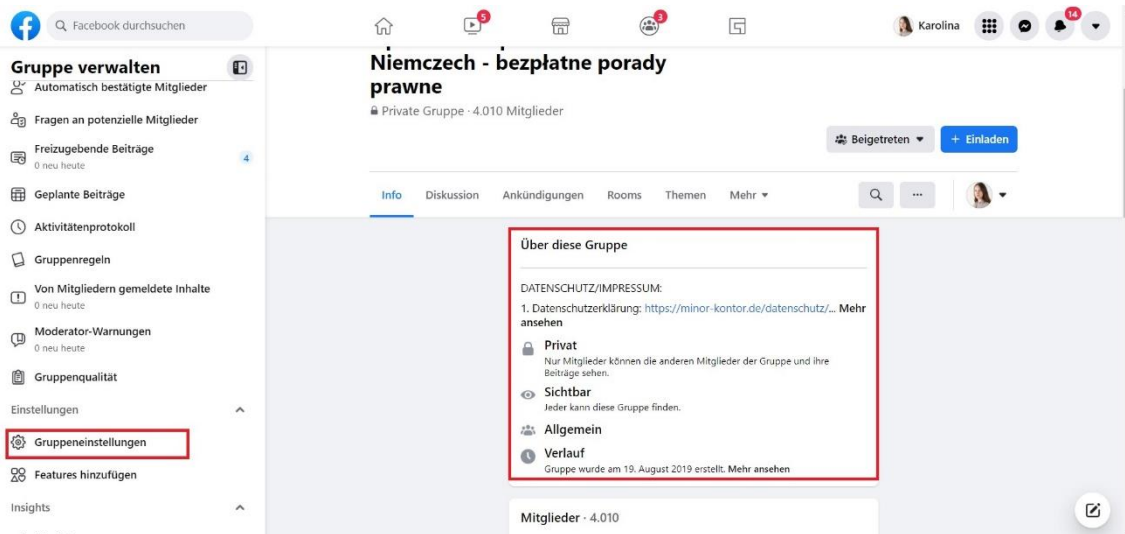 Facebook durchsuchen
5
3
Karolina
14
Gruppe verwalten
Automatisch bestätigte Mitglieder
Fragen an potenzielle Mitglieder
Freizugebende Beiträge
4
0 neu heute
Geplante Beiträge
Aktivitätenprotokoll
Gruppenregeln
Von Mitgliedern gemeldete Inhalte
0 neu heute
Moderator-Warnungen
0 neu heute
Gruppenqualität
Einstellungen
Gruppeneinstellungen
Features hinzufügen
Insights
Niemczech - bezpłatne porady
prawne
Private Gruppe · 4.010 Mitglieder
Beigetreten
+ Einladen
Info Diskussion Ankündigungen Rooms Themen Mehr
Über diese Gruppe
DATENSCHUTZ/IMPRESSUM:
1. Datenschutzerklärung: https://minor-kontor.de/datenschutz/... Mehr
ansehen
Privat
Nur Mitglieder können die anderen Mitglieder der Gruppe und ihre
Beiträge sehen.
Sichtbar
Jeder kann diese Gruppe finden.
Allgemein
Verlauf
Gruppe wurde am 19. August 2019 erstellt. Mehr ansehen
Mitglieder · 4.010